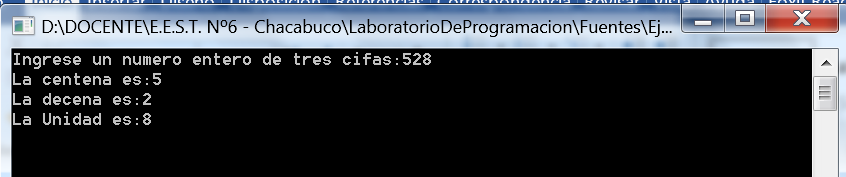 D:\DOCENTE\E.E.S.T. Nº6 - Chacabuco\LaboratorioDeProgramacion\Fuentes\Ej...
Ingrese un numero entero de tres cifas:528
La centena es:5
La decena es:2
La Unidad es:8